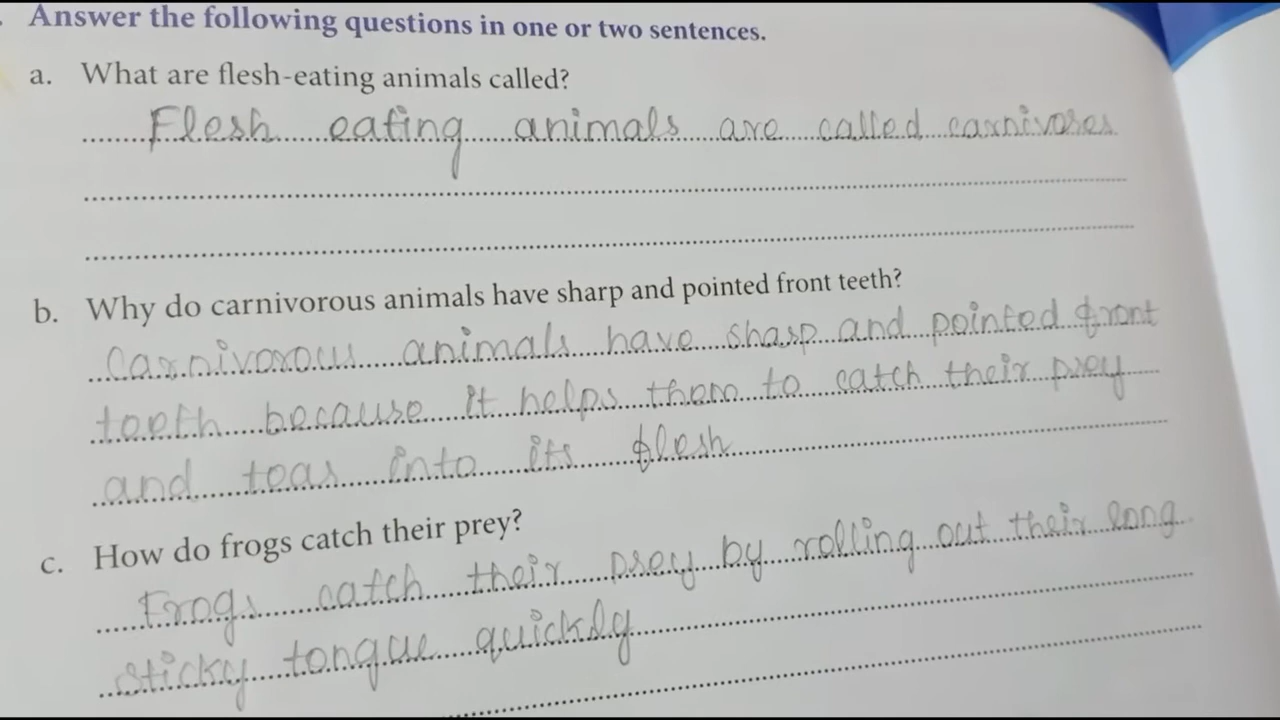 Answer the following questions in one or two sentences.
a. What are flesh-eating animals called?
Flesh eating animals are called carnivores
b. Why do carnivorous animals have sharp and pointed front teeth?
Carnivorous animals have sharp and pointed front
teeth because it helps them to catch their prey
and tear into its flesh
c. How do frogs catch their prey?
Frogs catch their prey by rolling out their long
sticky tongue quickly